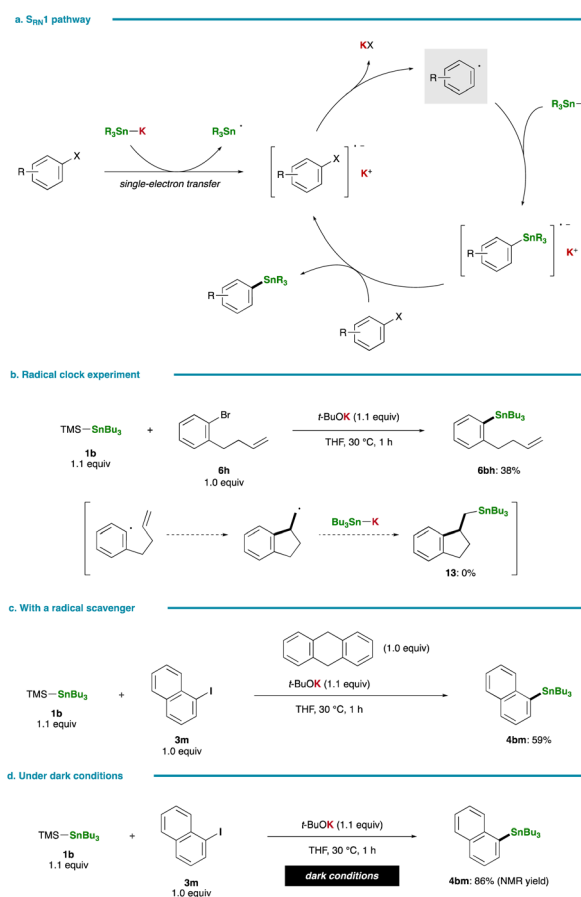 a. SRN1 pathway
KX
R
R3Sn–K
R3Sn·
R3Sn–
X
R
single-electron transfer
R
X
· –
K+
SnR3
R
· –
K+
SnR3
R
X
R
b. Radical clock experiment
TMS–SnBu3
1b
1.1 equiv
+
Br
6h
1.0 equiv
t-BuOK (1.1 equiv)
THF, 30 °C, 1 h
SnBu3
6bh: 38%
Bu3Sn–K
SnBu3
13: 0%
c. With a radical scavenger
(1.0 equiv)
TMS–SnBu3
1b
1.1 equiv
+
I
3m
1.0 equiv
t-BuOK (1.1 equiv)
THF, 30 °C, 1 h
SnBu3
4bm: 59%
d. Under dark conditions
TMS–SnBu3
1b
1.1 equiv
+
I
3m
1.0 equiv
t-BuOK (1.1 equiv)
THF, 30 °C, 1 h
dark conditions
SnBu3
4bm: 86% (NMR yield)